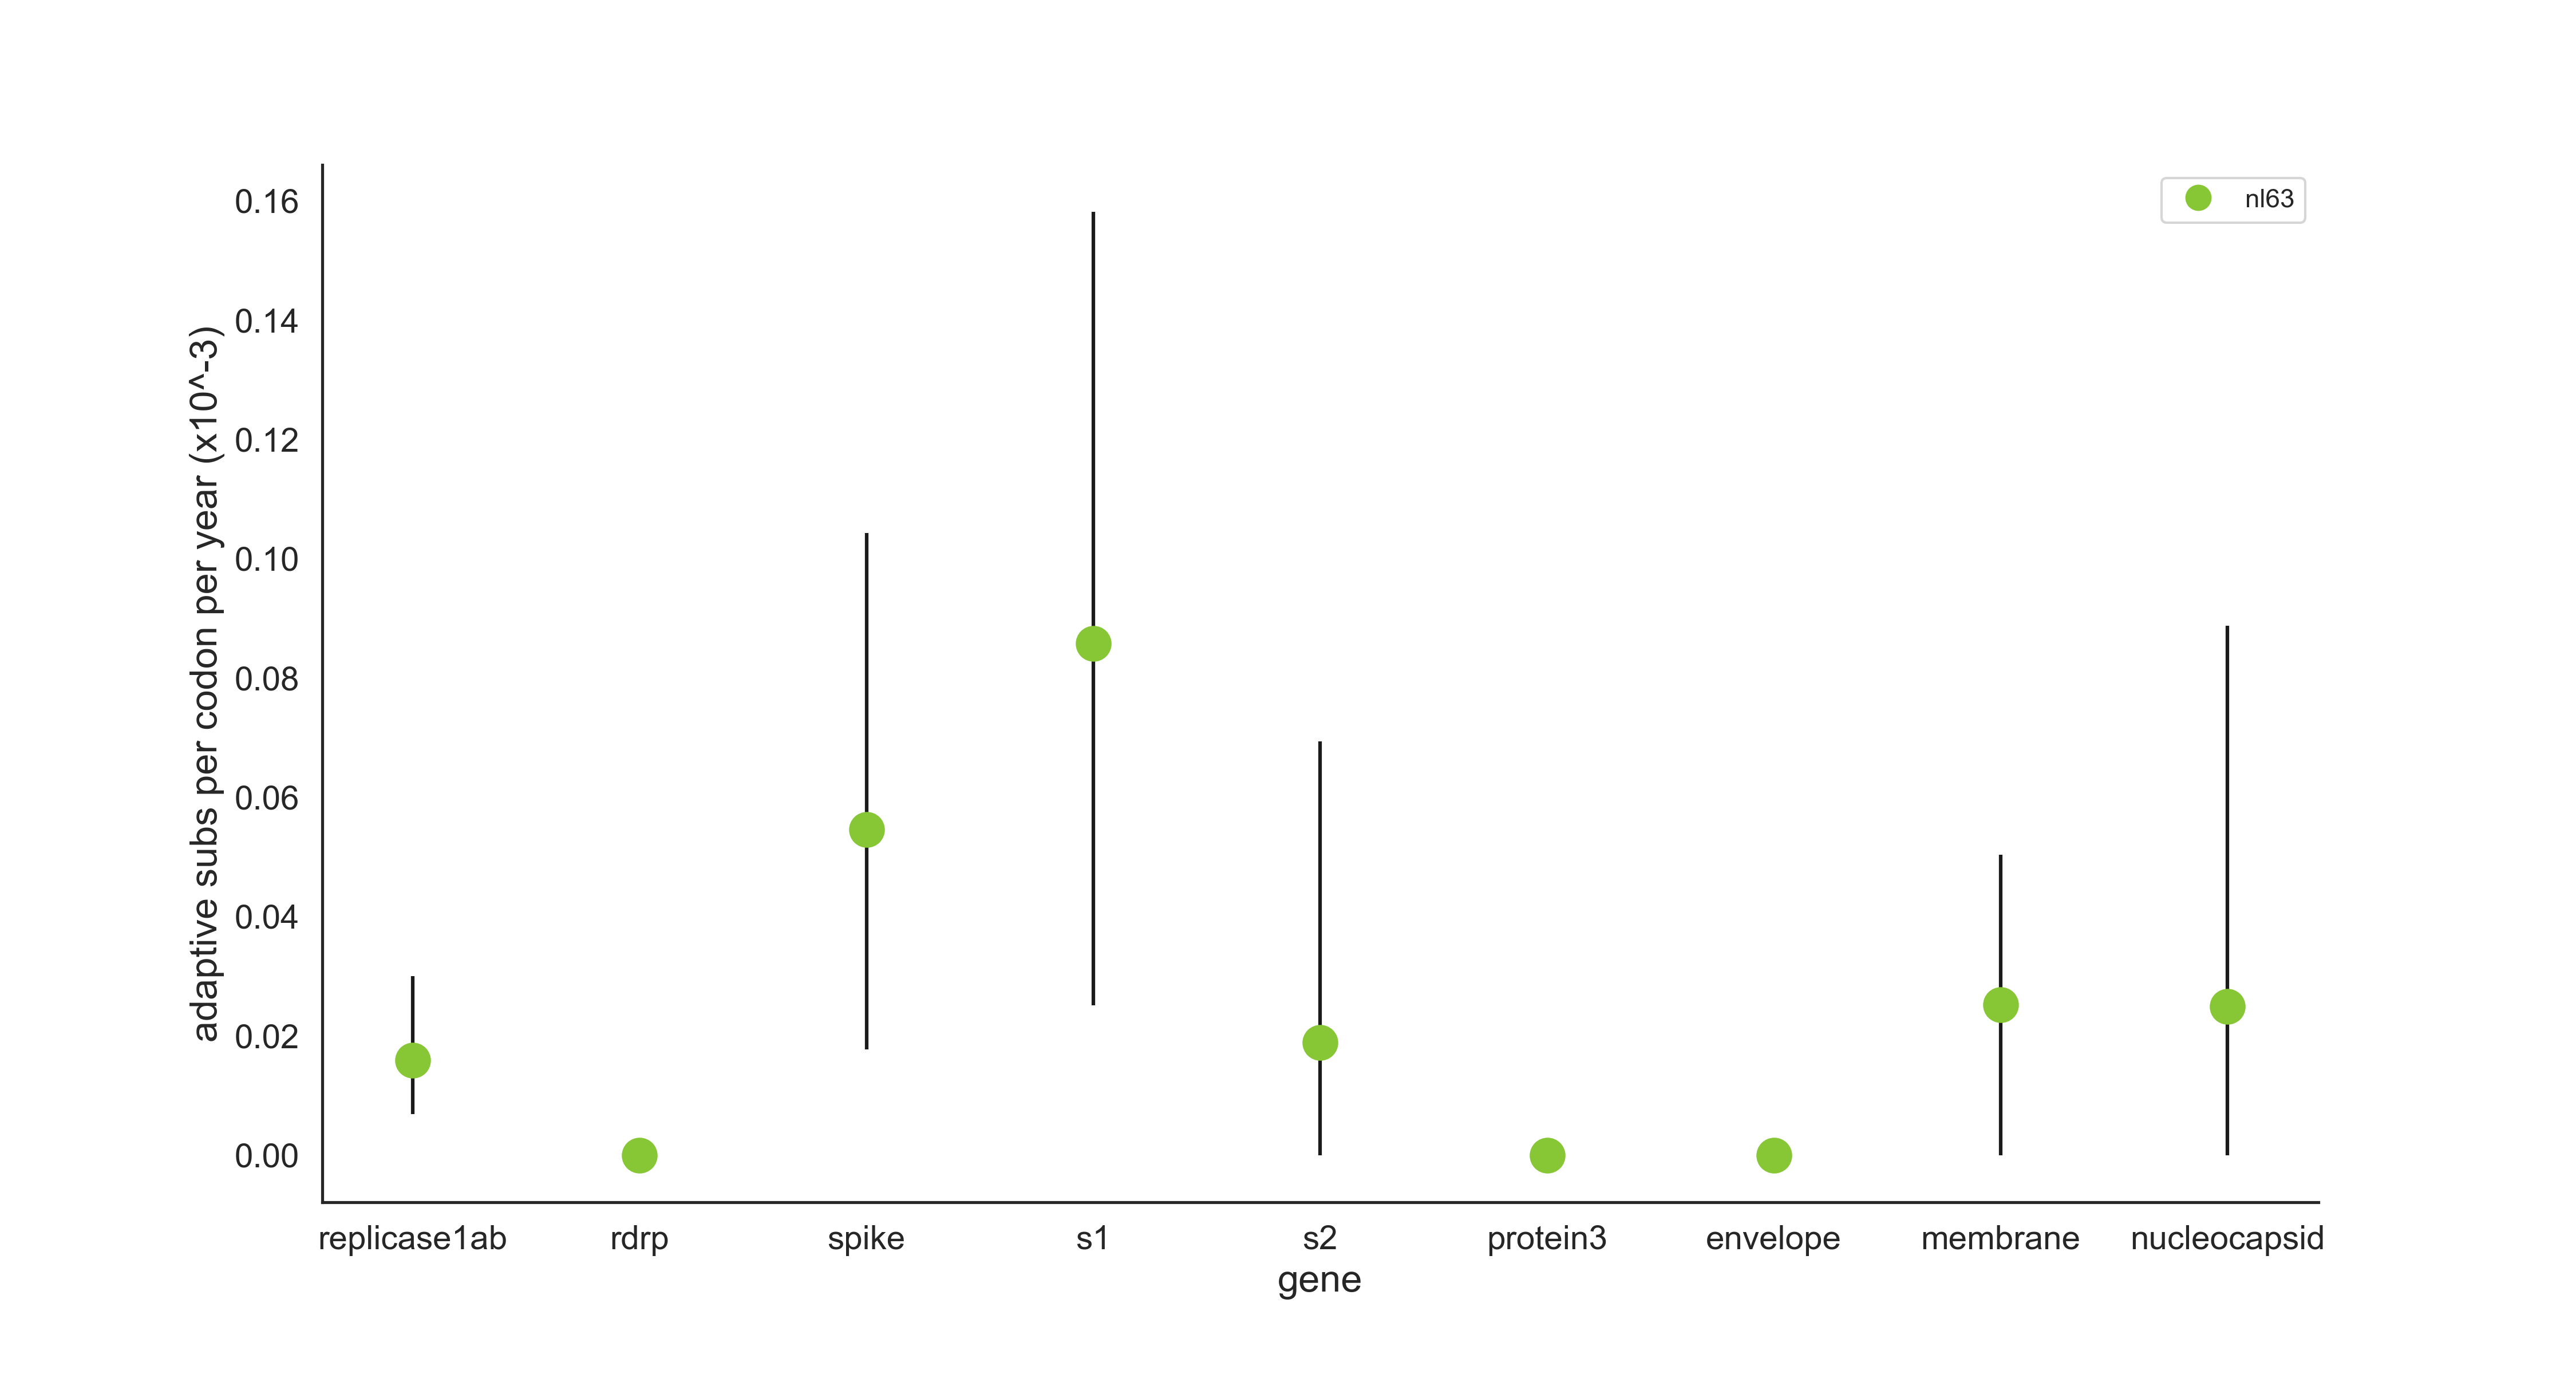 nl63
adaptive subs per codon per year (x10^-3)
0.16
0.14
0.12
0.10
0.08
0.06
0.04
0.02
0.00
replicase1ab rdrp spike s1 s2 protein3 envelope membrane nucleocapsid
gene